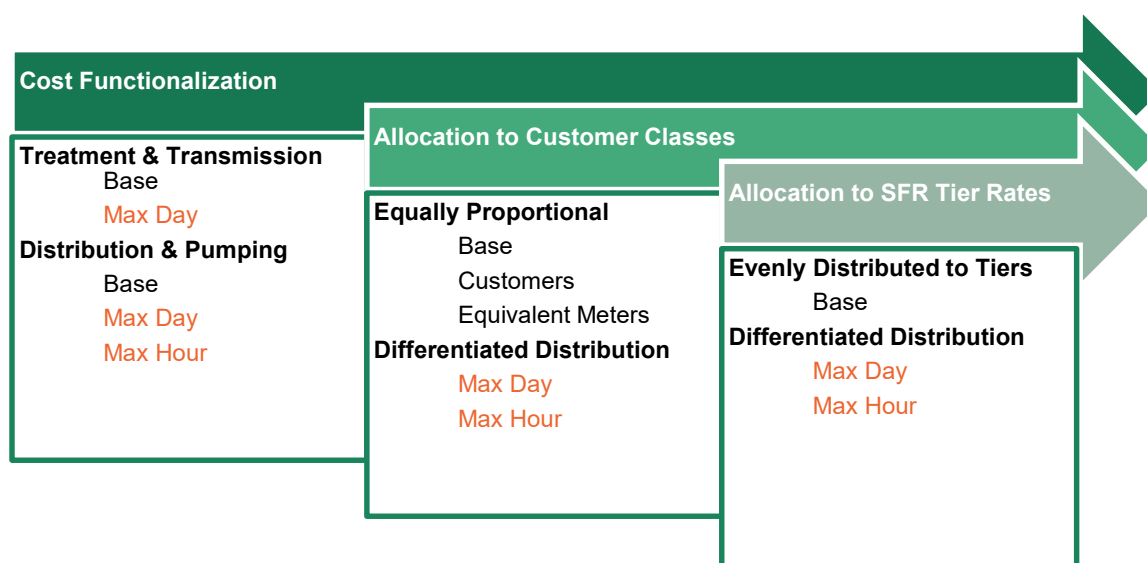 Cost Functionalization
Treatment & Transmission
Base
Max Day
Distribution & Pumping
Base
Max Day
Max Hour
Allocation to Customer Classes
Equally Proportional
Base
Customers
Equivalent Meters
Differentiated Distribution
Max Day
Max Hour
Allocation to SFR Tier Rates
Evenly Distributed to Tiers
Base
Differentiated Distribution
Max Day
Max Hour